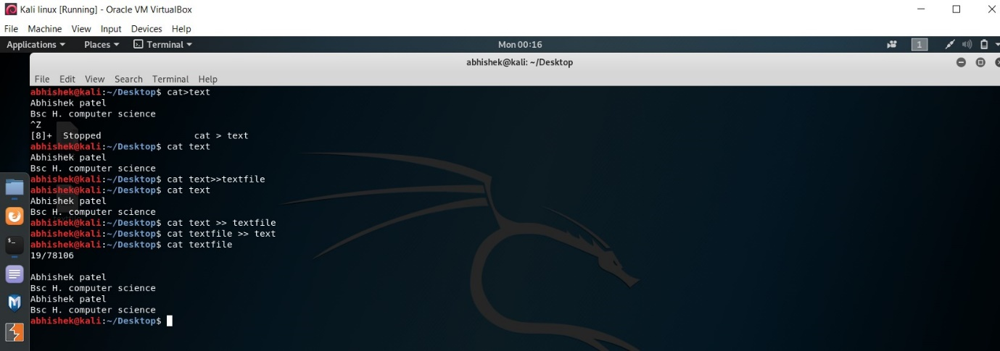 Kali linux [Running] - Oracle VM VirtualBox
File Machine View Input Devices Help
Applications Places Terminal Mon 00:16 1
abhishek@kali: ~/Desktop
File Edit View Search Terminal Help
abhishek@kali:~/Desktop$ cat>text
Abhishek patel
Bsc H. computer science
^Z
[8]+ Stopped cat > text
abhishek@kali:~/Desktop$ cat text
Abhishek patel
Bsc H. computer science
abhishek@kali:~/Desktop$ cat text>>textfile
abhishek@kali:~/Desktop$ cat text
Abhishek patel
Bsc H. computer science
abhishek@kali:~/Desktop$ cat text >> textfile
abhishek@kali:~/Desktop$ cat textfile >> text
abhishek@kali:~/Desktop$ cat textfile
19/78106
Abhishek patel
Bsc H. computer science
Abhishek patel
Bsc H. computer science
abhishek@kali:~/Desktop$